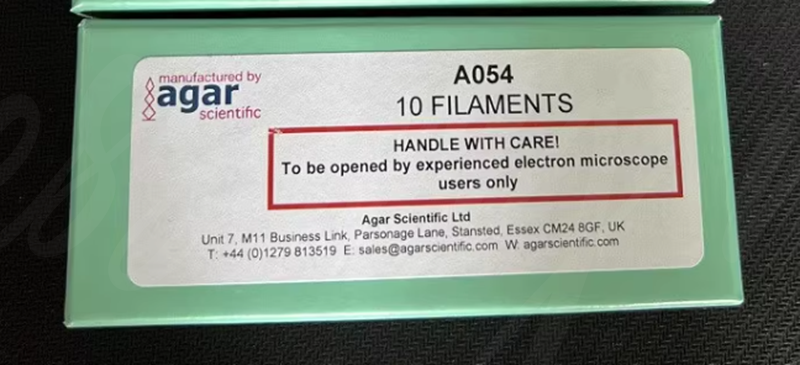 manufactured by
agar
scientific
A054
10 FILAMENTS
HANDLE WITH CARE!
To be opened by experienced electron microscope
users only
Agar Scientific Ltd
Unit 7, M11 Business Link, Parsonage Lane, Stansted, Essex CM24 8GF, UK
T: +44 (0)1279 813519 E: sales@agarscientific.com W: agarscientific.com